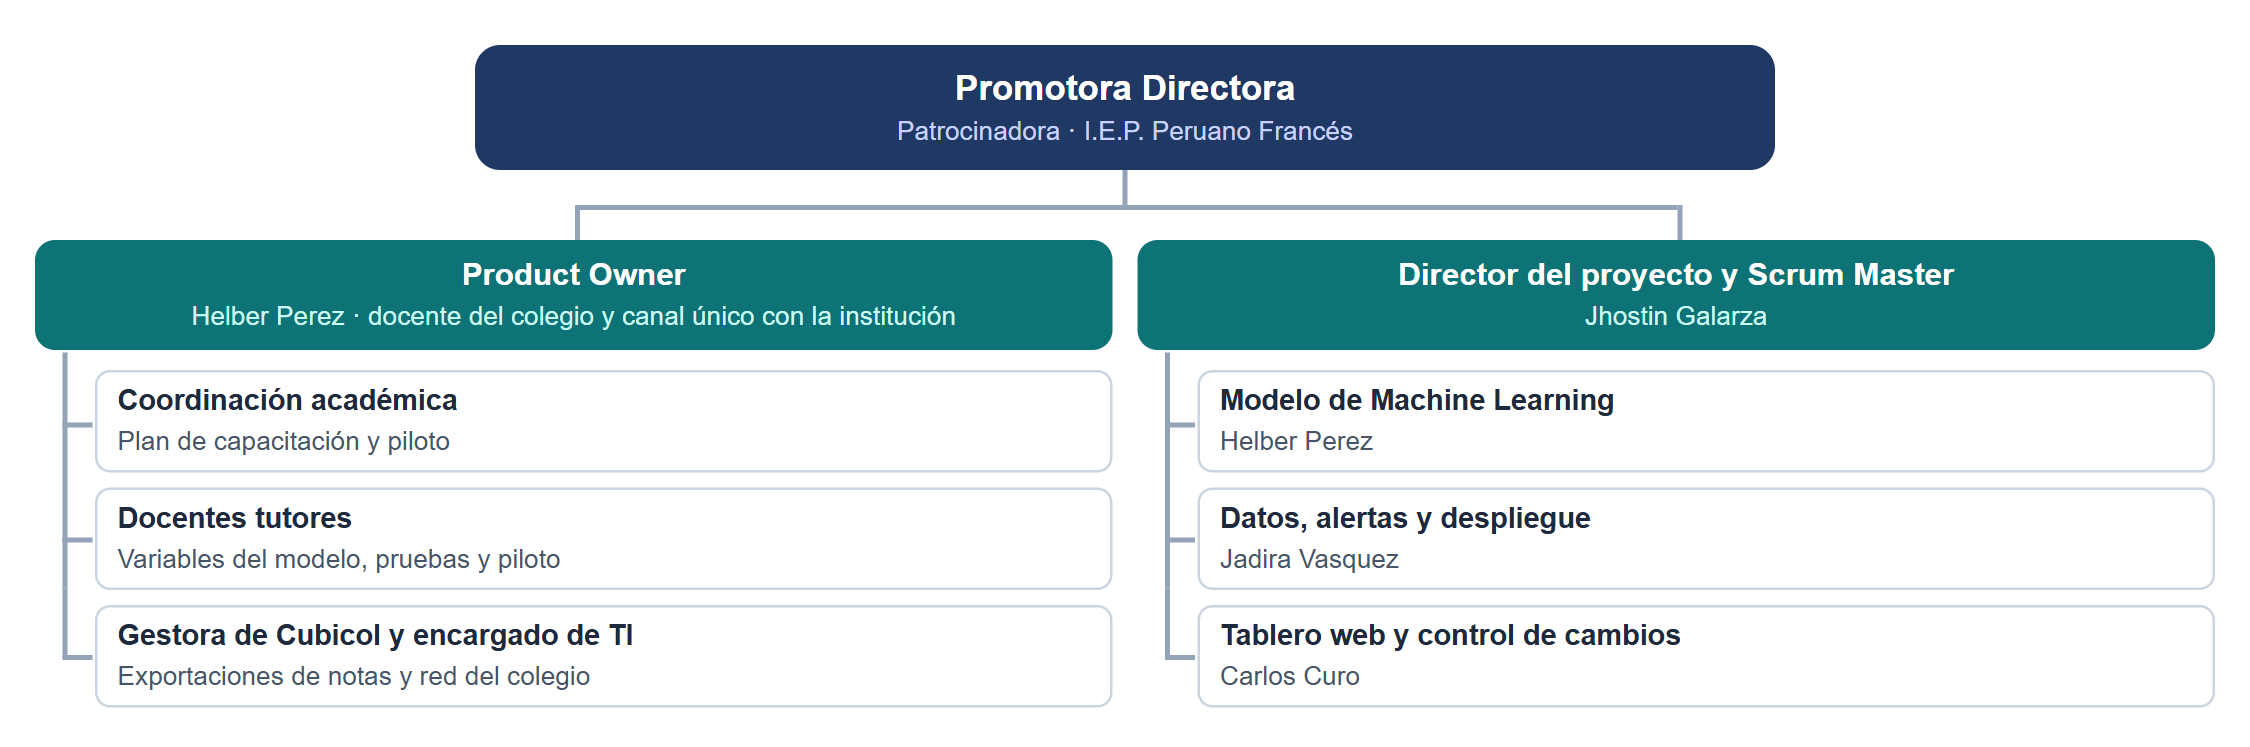 Promotora Directora
Patrocinadora · I.E.P. Peruano Francés
Product Owner
Helber Perez · docente del colegio y canal único con la institución
Coordinación académica
Plan de capacitación y piloto
Docentes tutores
Variables del modelo, pruebas y piloto
Gestora de Cubicol y encargado de TI
Exportaciones de notas y red del colegio
Director del proyecto y Scrum Master
Jhostin Galarza
Modelo de Machine Learning
Helber Perez
Datos, alertas y despliegue
Jadira Vasquez
Tablero web y control de cambios
Carlos Curo